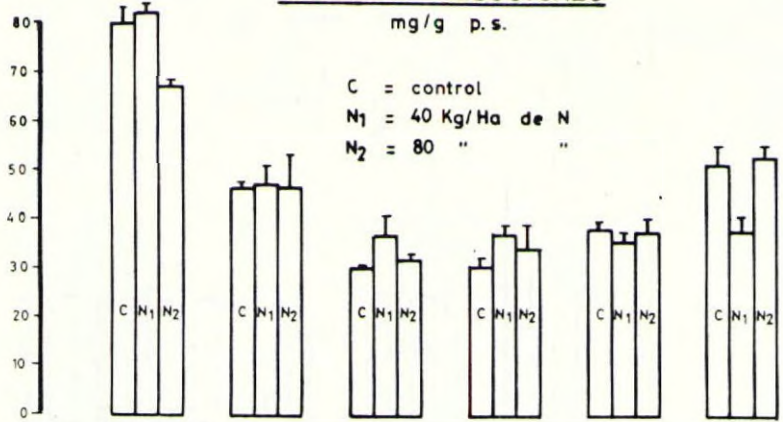 mg/g p.s.
C = control
N1 = 40 Kg/Ha de N
N2 = 80 " "
80
70
60
50
40
30
20
10
0
C N1 N2
C N1 N2
C N1 N2
C N1 N2
C N1 N2
C N1 N2